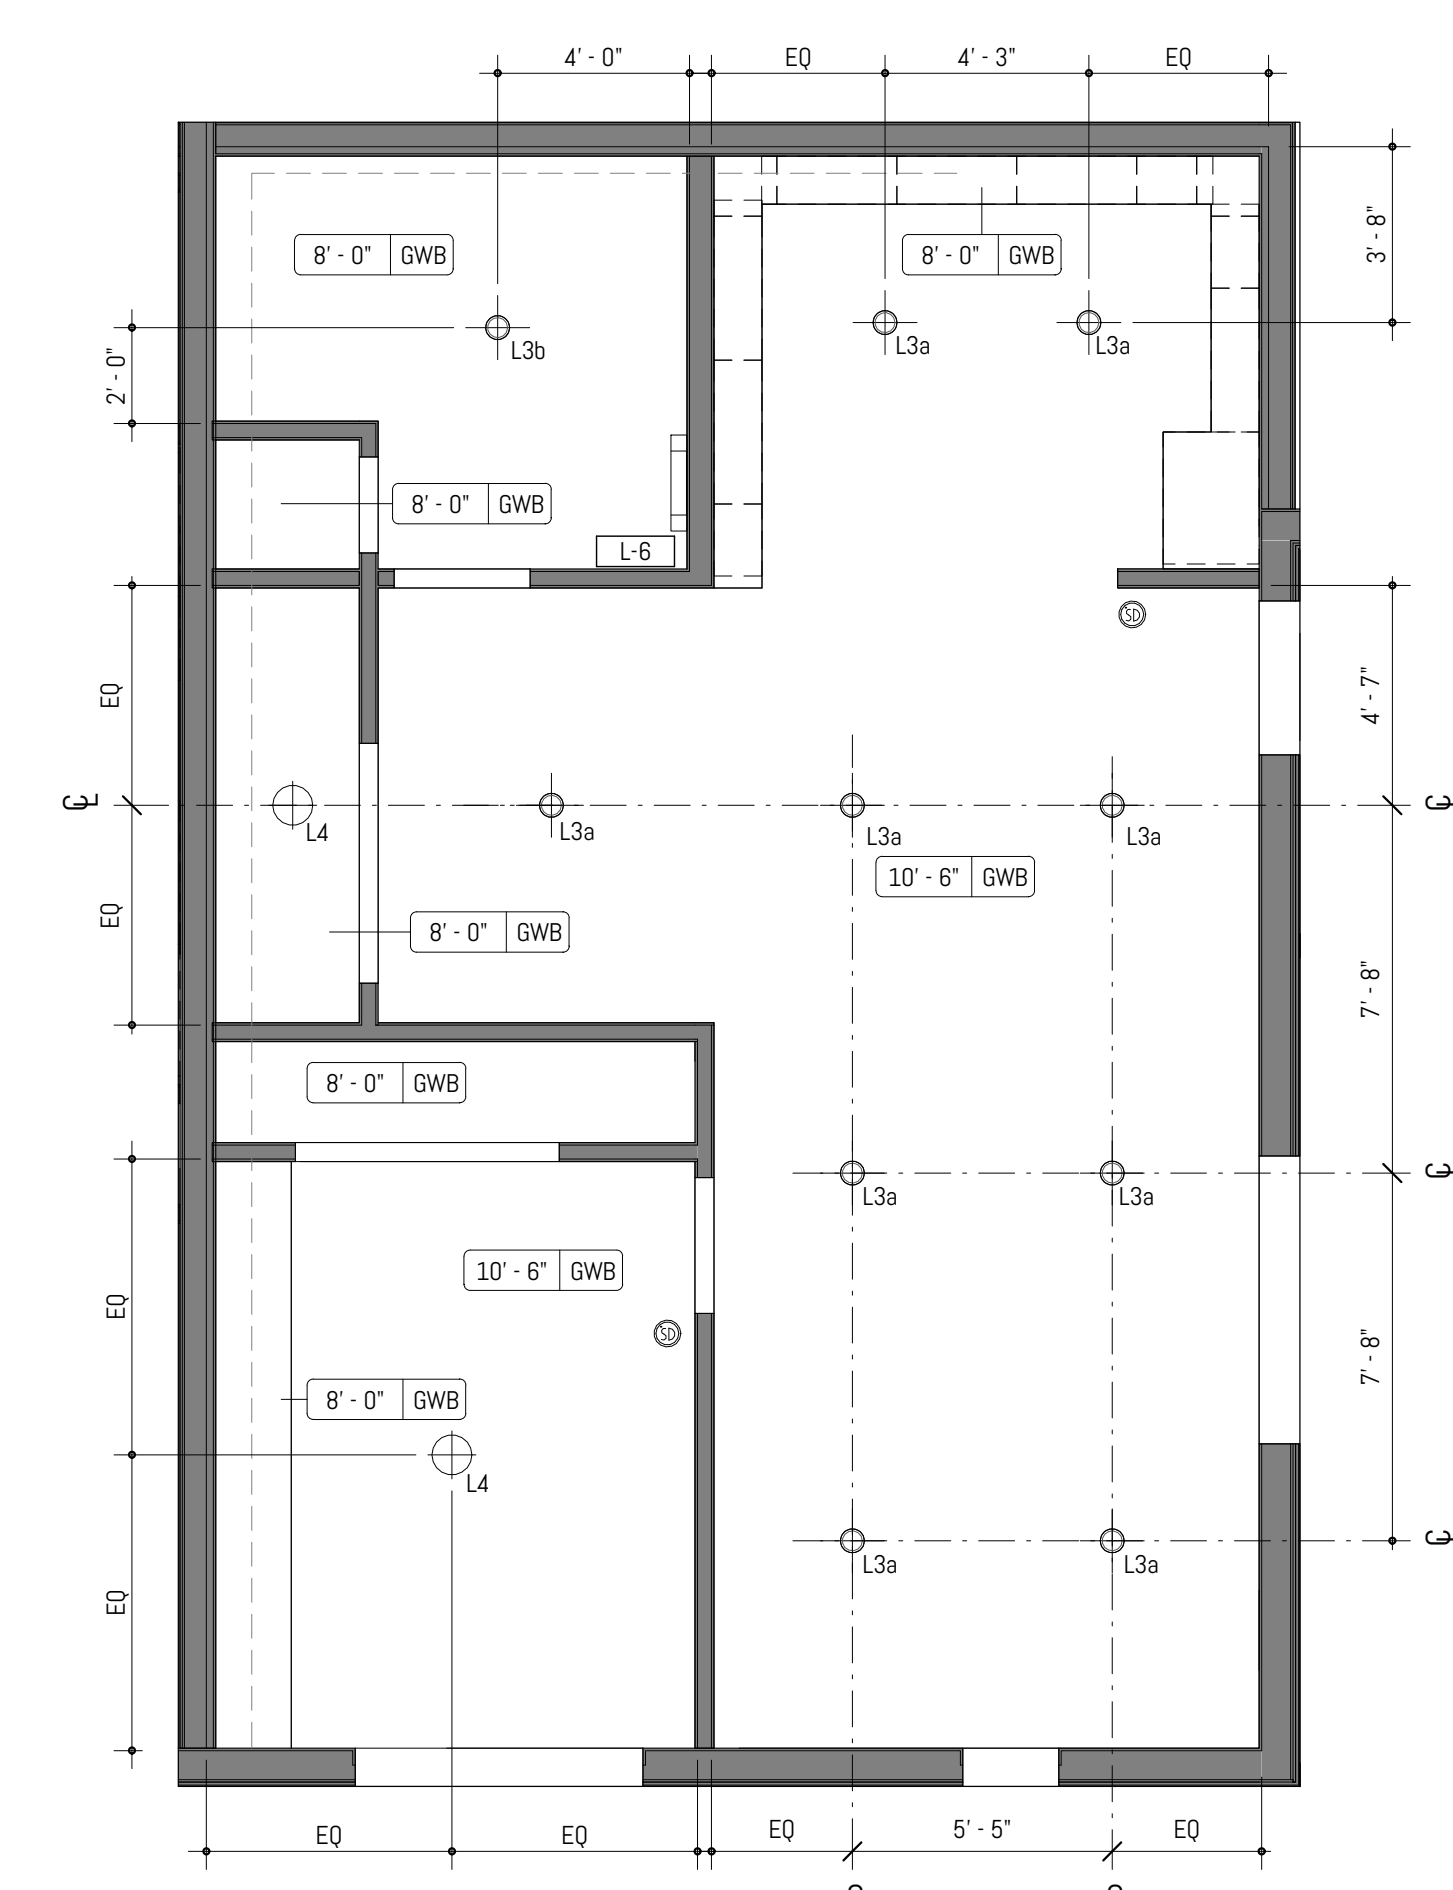 4' - 0" EQ 4' - 3" EQ
3' - 8"
8' - 0" GWB
8' - 0" GWB
L3b
L3a
L3a
2' - 0"
8' - 0" GWB
L-6
SD
EQ
4' - 7"
CL
L4
L3a
L3a
L3a
10' - 6" GWB
EQ
8' - 0" GWB
7' - 8"
8' - 0" GWB
L3a
L3a
10' - 6" GWB
EQ
SD
7' - 8"
8' - 0" GWB
L4
L3a
L3a
EQ
EQ EQ EQ 5' - 5" EQ